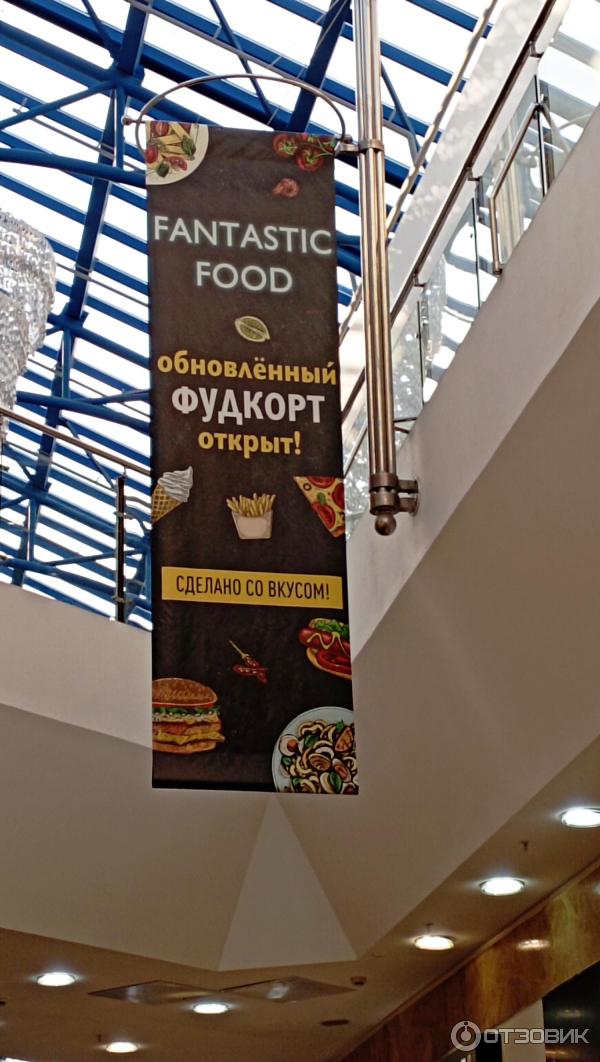 FANTASTIC
FOOD
обновлённый
ФУДКОРТ
открыт!
СДЕЛАНО СО ВКУСОМ!
ОТЗОВИК